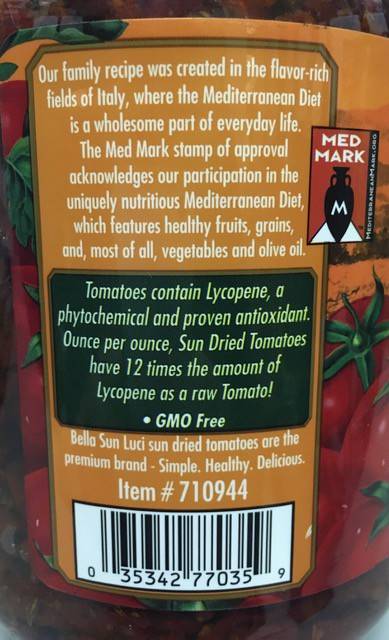 Our family recipe was created in the flavor-rich
fields of Italy, where the Mediterranean Diet
is a wholesome part of everyday life.
The Med Mark stamp of approval
acknowledges our participation in the
uniquely nutritious Mediterranean Diet,
which features healthy fruits, grains,
and, most of all, vegetables and olive oil.
MED
MARK
M
MEDITERRANEANMARK.ORG
Tomatoes contain Lycopene, a
phytochemical and proven antioxidant.
Ounce per ounce, Sun Dried Tomatoes
have 12 times the amount of
Lycopene as a raw Tomato!
• GMO Free
Bella Sun Luci sun dried tomatoes are the
premium brand - Simple. Healthy. Delicious.
Item # 710944
0 35342 77035 9